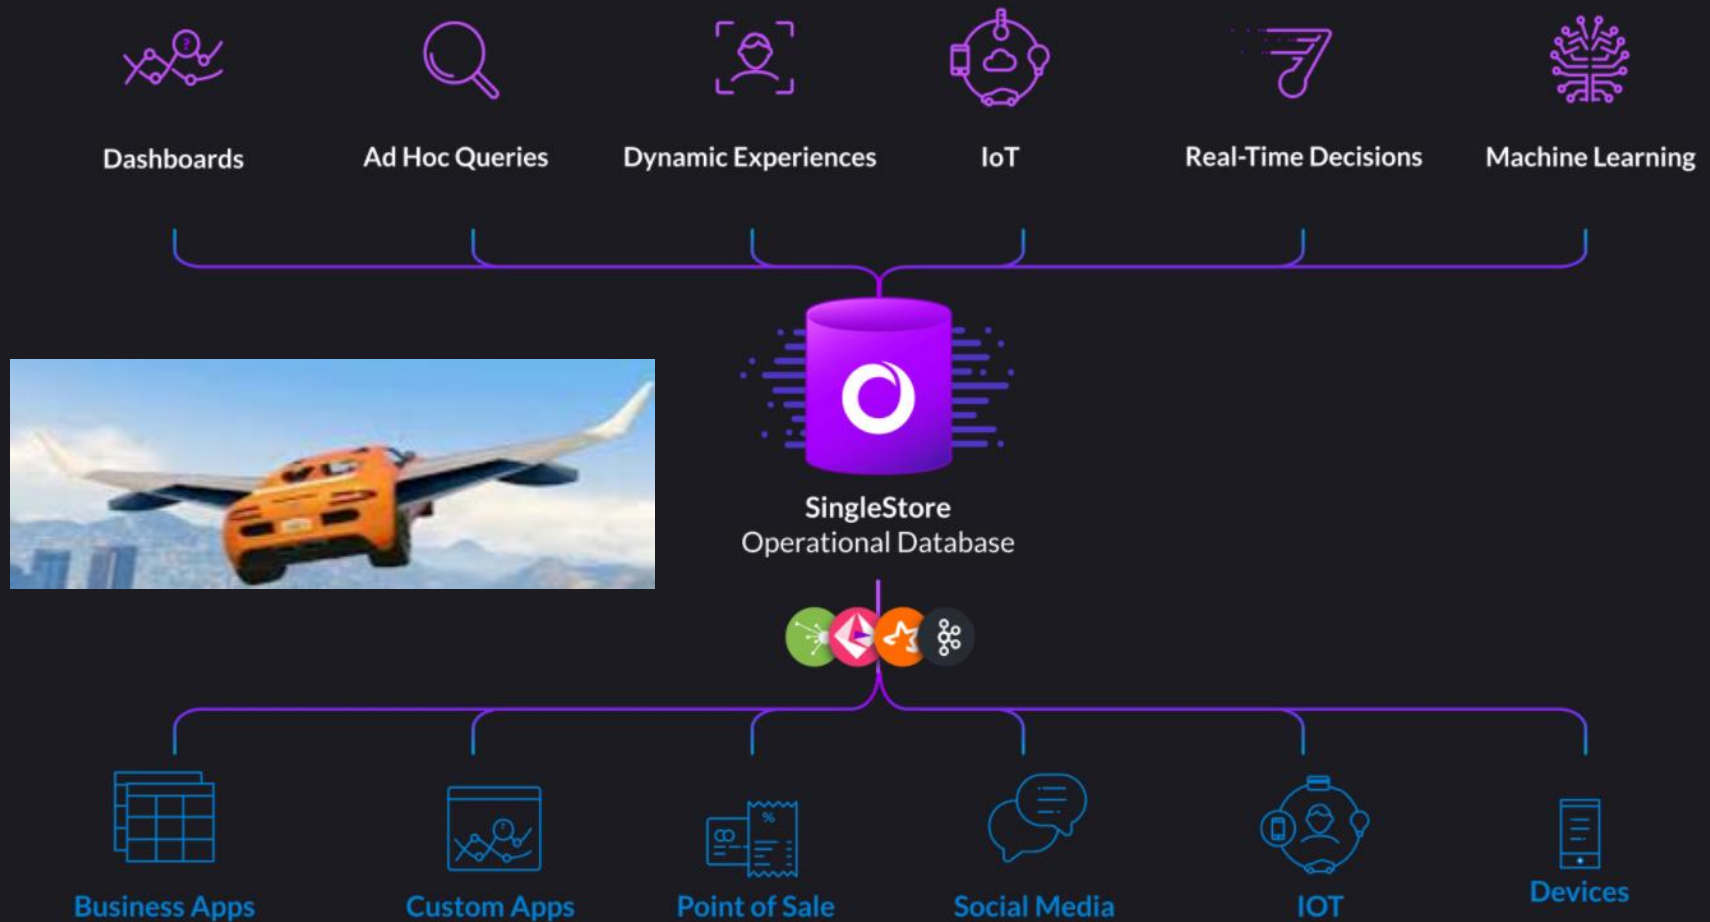 Dashboards
Ad Hoc Queries
Dynamic Experiences
IoT
Real-Time Decisions
Machine Learning
SingleStore
Operational Database
Business Apps
Custom Apps
Point of Sale
Social Media
IOT
Devices